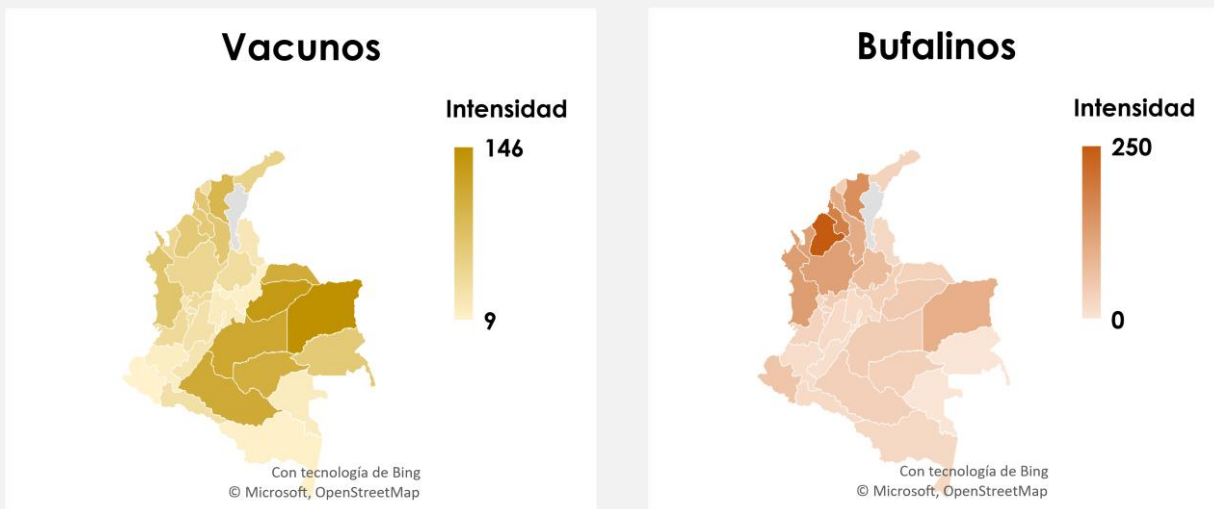 Vacunos
Intensidad
146
9
Con tecnología de Bing
© Microsoft, OpenStreetMap
Bufalinos
Intensidad
250
0
Con tecnología de Bing
© Microsoft, OpenStreetMap